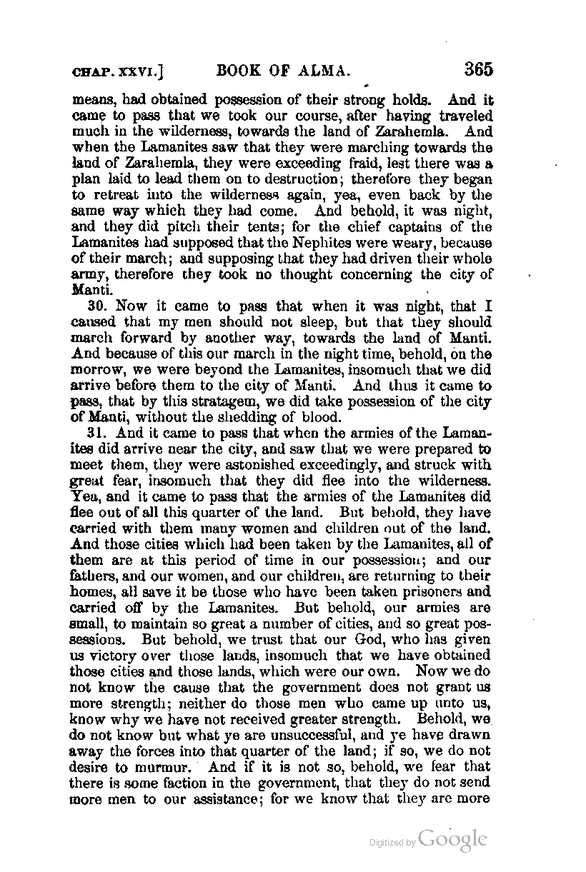 CHAP. XXVI.] BOOK OF ALMA. 365
means, had obtained possession of their strong holds. And it
came to pass that we took our course, after having traveled
much in the wilderness, towards the land of Zarahemla. And
when the Lamanites saw that they were marching towards the
land of Zarahemla, they were exceeding fraid, lest there was a
plan laid to lead them on to destruction; therefore they began
to retreat into the wilderness again, yea, even back by the
same way which they had come. And behold, it was night,
and they did pitch their tents; for the chief captains of the
Lamanites had supposed that the Nephites were weary, because
of their march; and supposing that they had driven their whole
army, therefore they took no thought concerning the city of
Manti.
30. Now it came to pass that when it was night, that I
caused that my men should not sleep, but that they should
march forward by another way, towards the land of Manti.
And because of this our march in the night time, behold, on the
morrow, we were beyond the Lamanites, insomuch that we did
arrive before them to the city of Manti. And thus it came to
pass, that by this stratagem, we did take possession of the city
of Manti, without the shedding of blood.
31. And it came to pass that when the armies of the Laman-
ites did arrive near the city, and saw that we were prepared to
meet them, they were astonished exceedingly, and struck with
great fear, insomuch that they did flee into the wilderness.
Yea, and it came to pass that the armies of the Lamanites did
flee out of all this quarter of the land. But behold, they have
carried with them many women and children out of the land.
And those cities which had been taken by the Lamanites, all of
them are at this period of time in our possession; and our
fathers, and our women, and our children, are returning to their
homes, all save it be those who have been taken prisoners and
carried off by the Lamanites. But behold, our armies are
small, to maintain so great a number of cities, and so great pos-
sessions. But behold, we trust that our God, who has given
us victory over those lands, insomuch that we have obtained
those cities and those lands, which were our own. Now we do
not know the cause that the government does not grant us
more strength; neither do those men who came up unto us,
know why we have not received greater strength. Behold, we
do not know but what ye are unsuccessful, and ye have drawn
away the forces into that quarter of the land; if so, we do not
desire to murmur. And if it is not so, behold, we fear that
there is some faction in the government, that they do not send
more men to our assistance; for we know that they are more
Digitized by Google